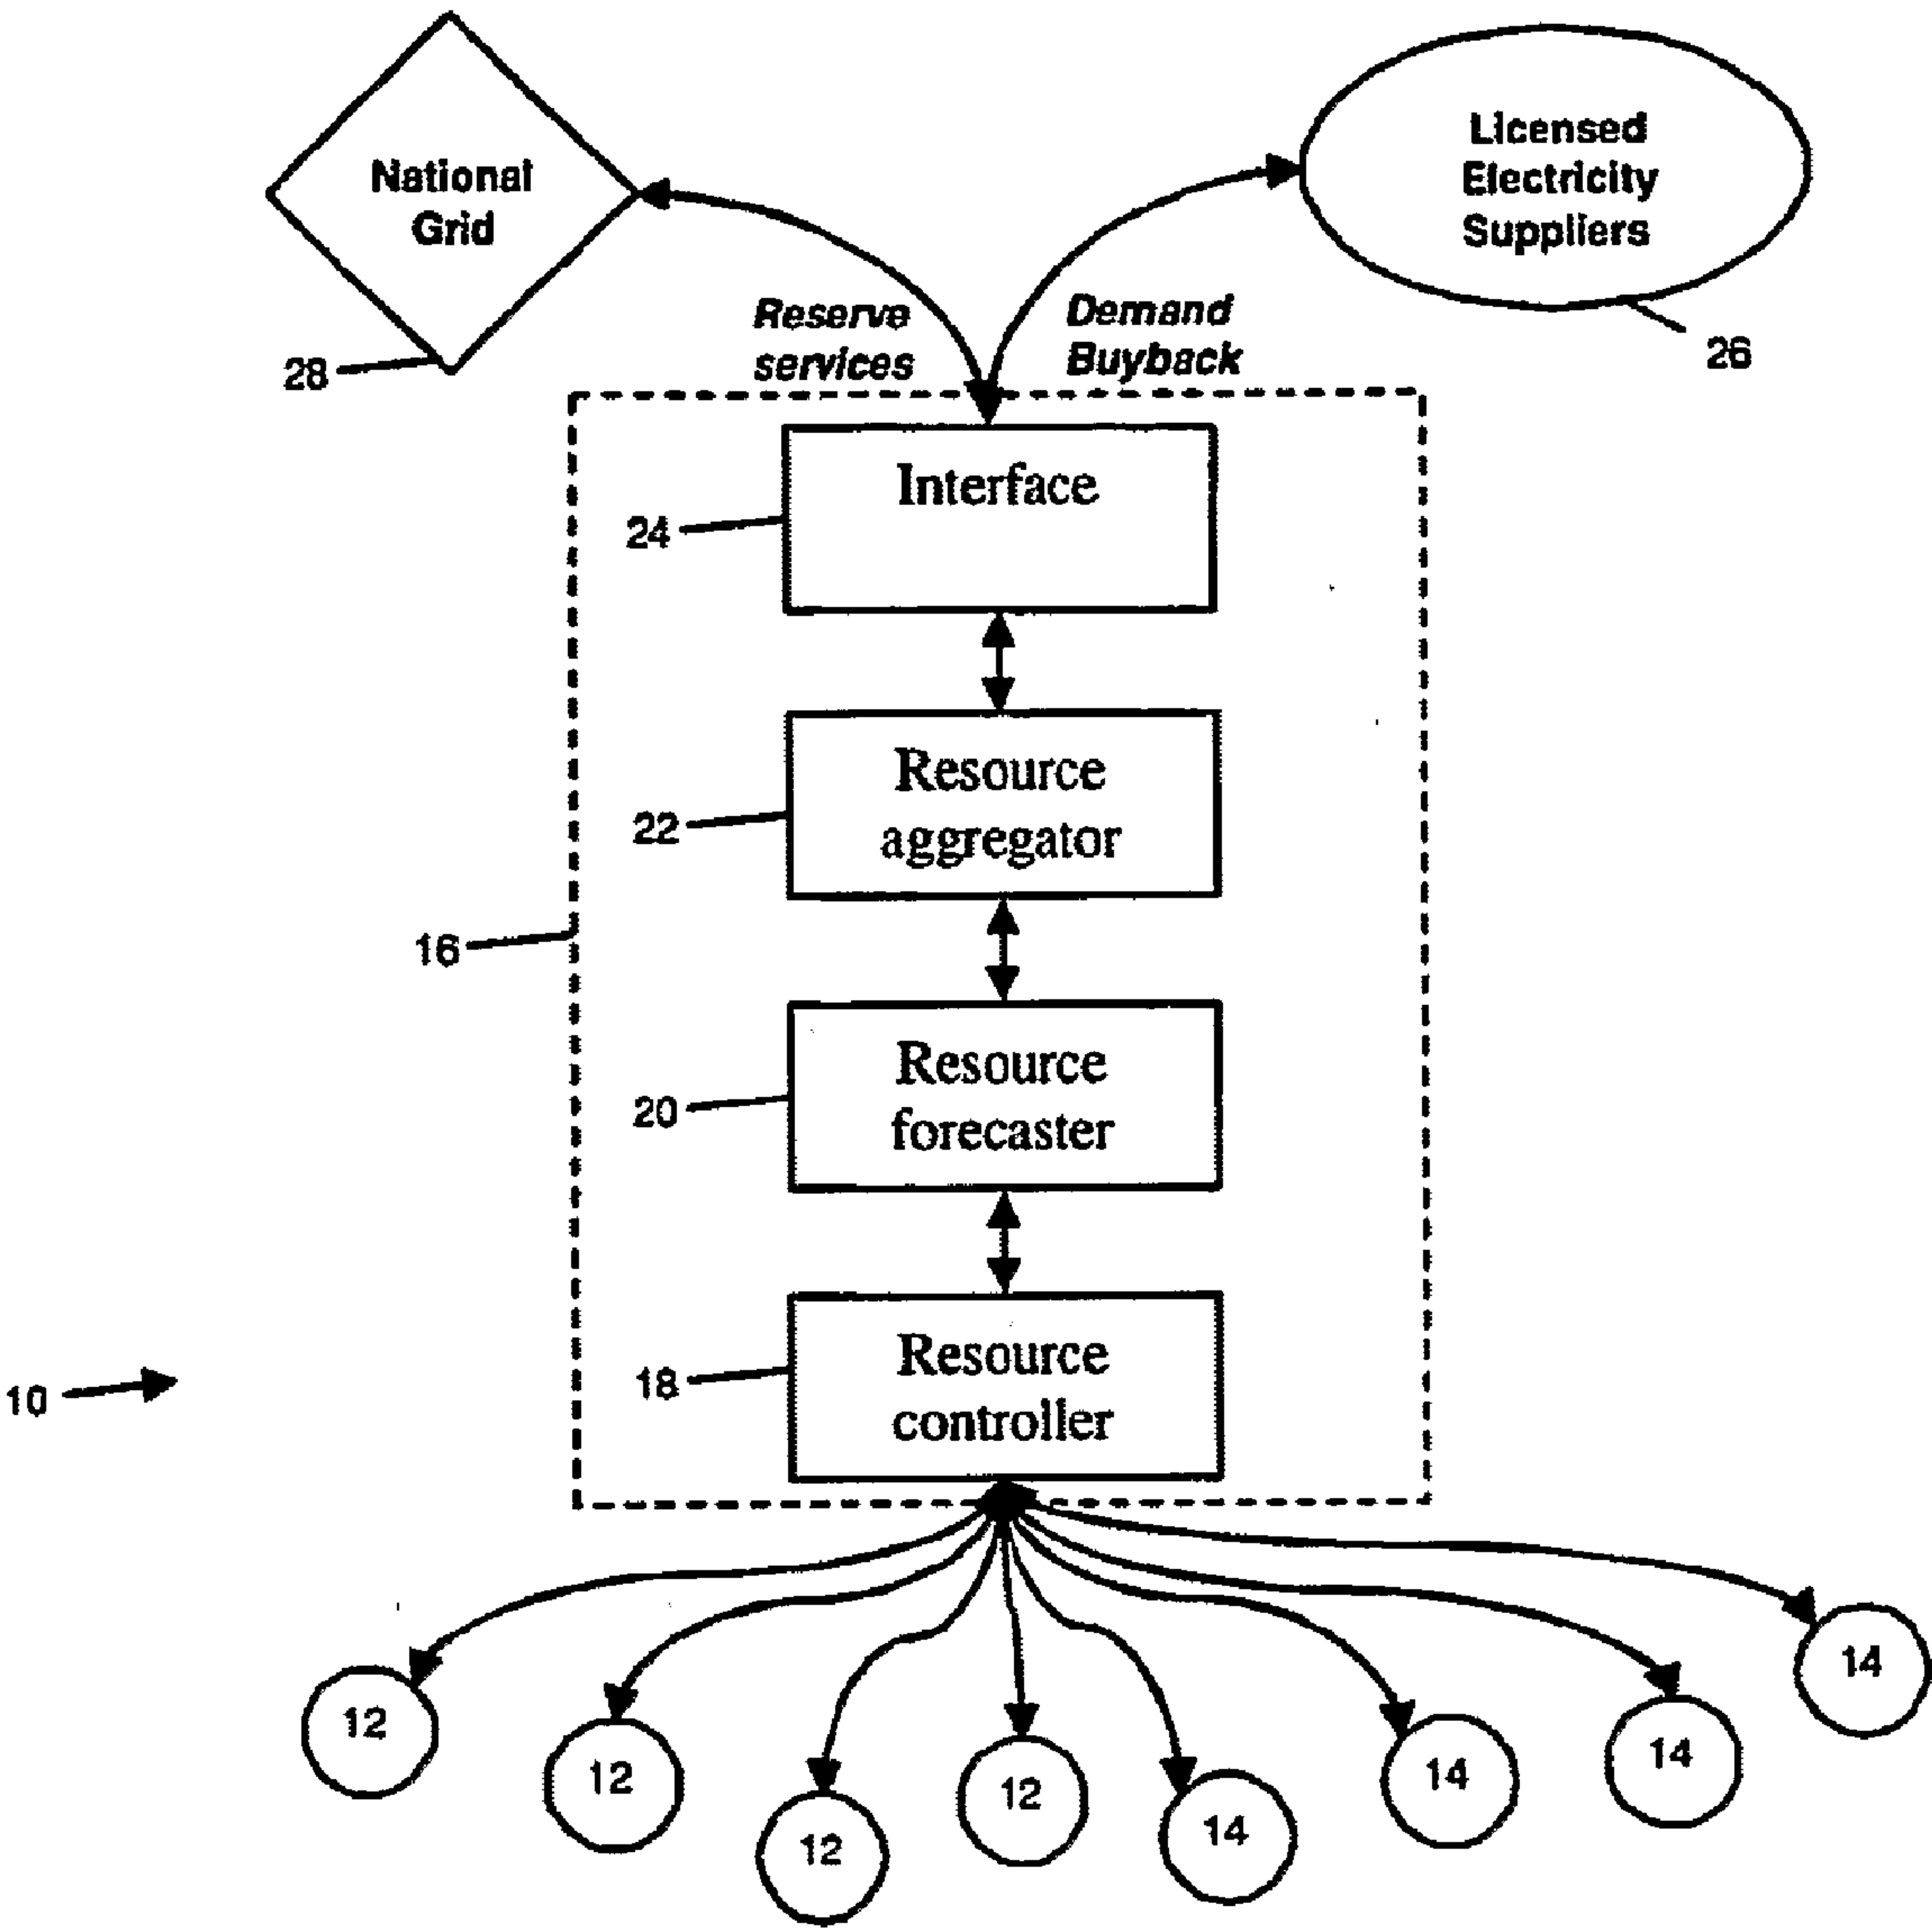 National
Grid
Licensed
Electricity
Suppliers
Reserve
services
Demand
Buyback
28
26
Interface
24
Resource
aggregator
22
16
Resource
forecaster
20
Resource
controller
18
10
12
12
12
12
14
14
14
14